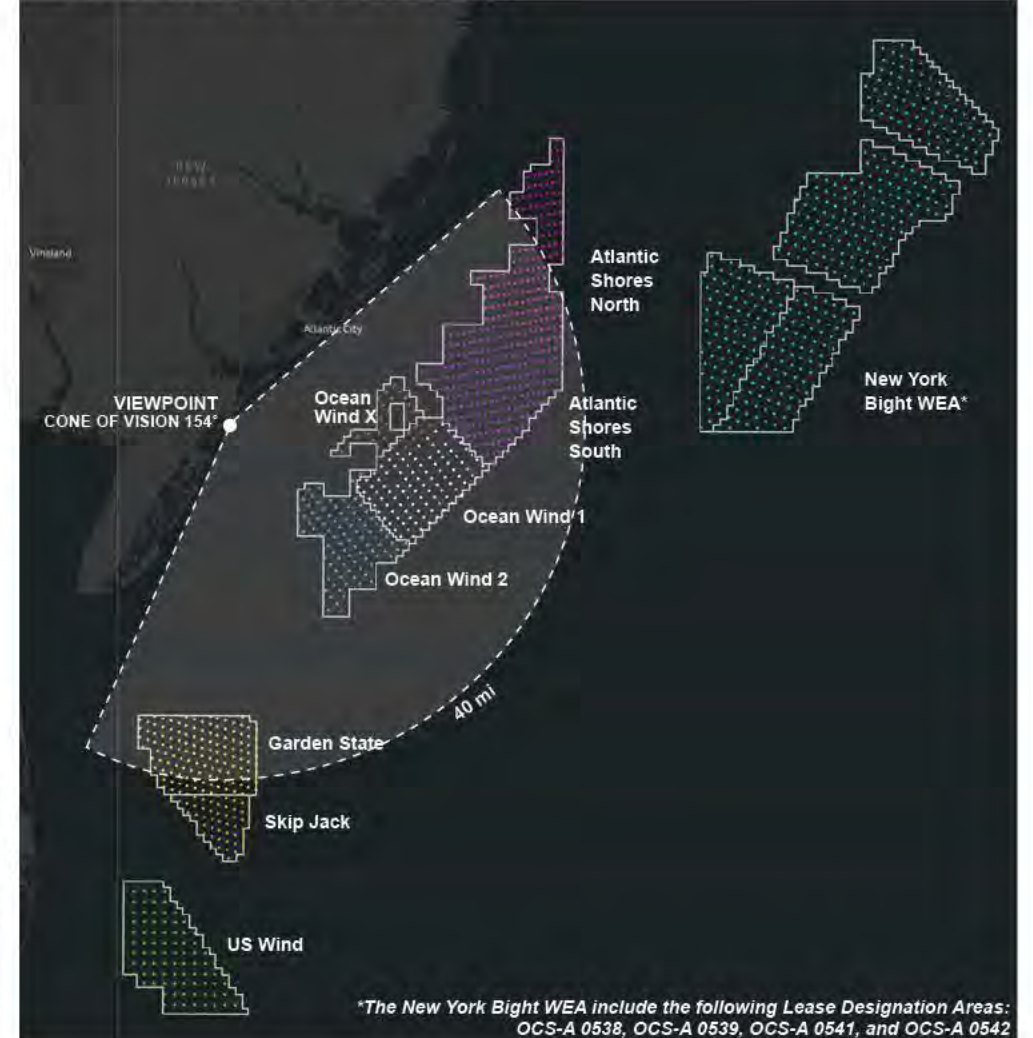 NEW
JERSEY
Vineland
Atlantic City
Atlantic
Shores
North
New York
Bight WEA*
VIEWPOINT
CONE OF VISION 154°
Ocean
Wind X
Atlantic
Shores
South
Ocean Wind 1
Ocean Wind 2
40 mi
Garden State
Skip Jack
US Wind
*The New York Bight WEA include the following Lease Designation Areas:
OCS-A 0538, OCS-A 0539, OCS-A 0541, and OCS-A 0542